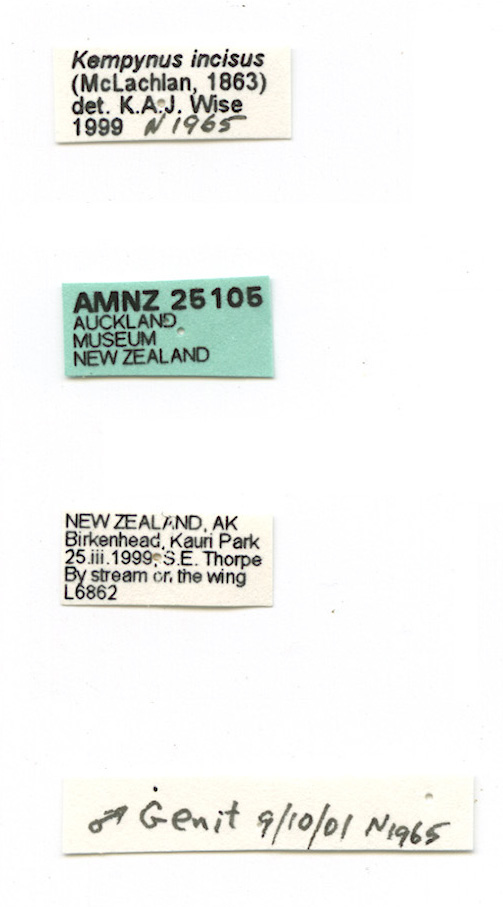 Kempynus incisus
(McLachlan, 1863)
det. K.A.J. Wise
1999 N1965
AMNZ 25105
AUCKLAND
MUSEUM
NEW ZEALAND
NEW ZEALAND, AK
Birkenhead, Kauri Park
25.iii.1999, S.E. Thorpe
By stream on the wing
L6862
♂ Genit 9/10/01 N1965